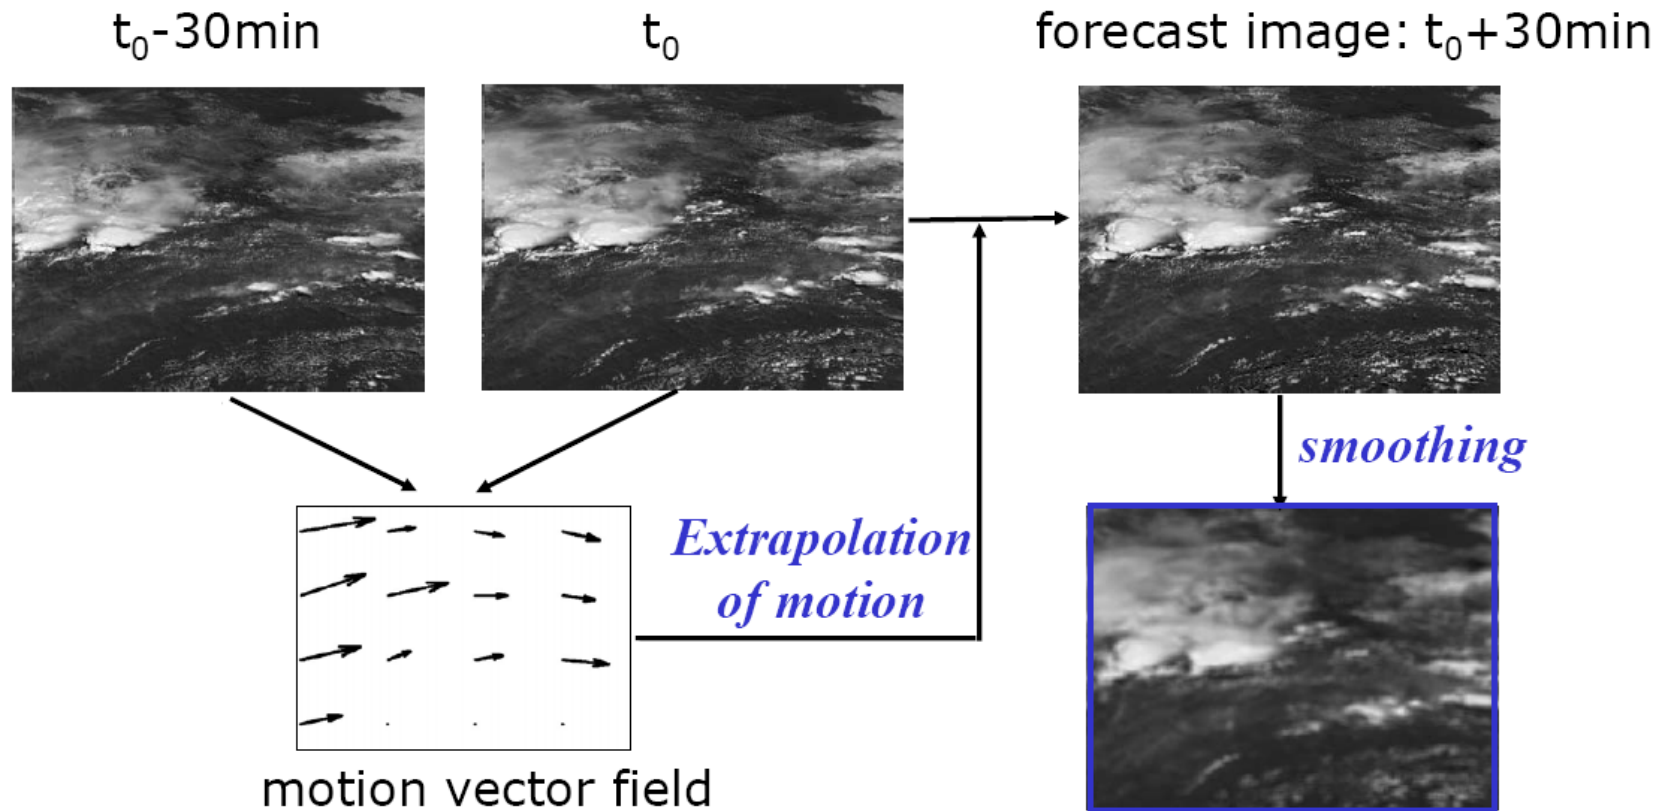 t₀-30min
t₀
forecast image: t₀+30min
smoothing
Extrapolation
of motion
motion vector field